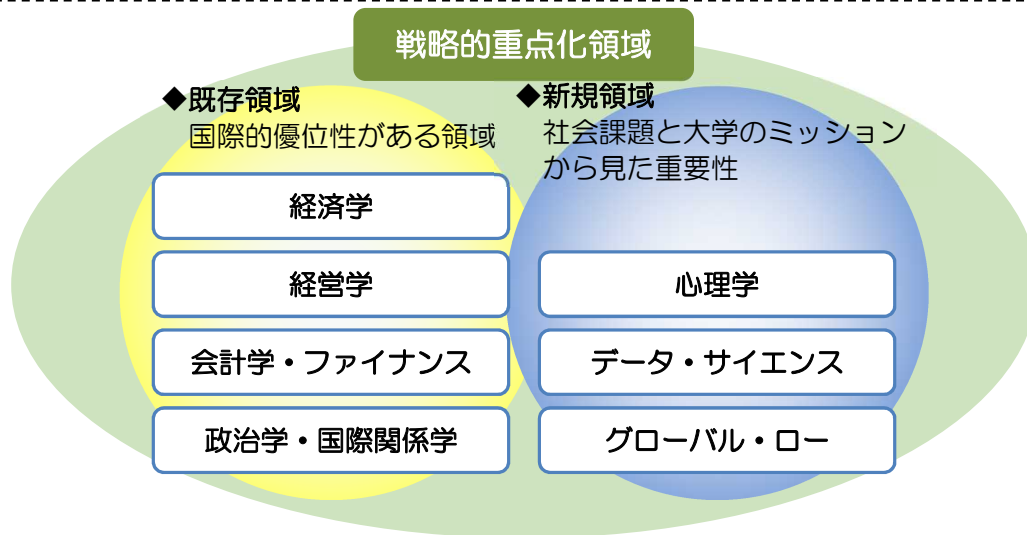 戦略的重点化領域
◆既存領域
国際的優位性がある領域
経済学
経営学
会計学・ファイナンス
政治学・国際関係学
◆新規領域
社会課題と大学のミッション
から見た重要性
心理学
データ・サイエンス
グローバル・ロー